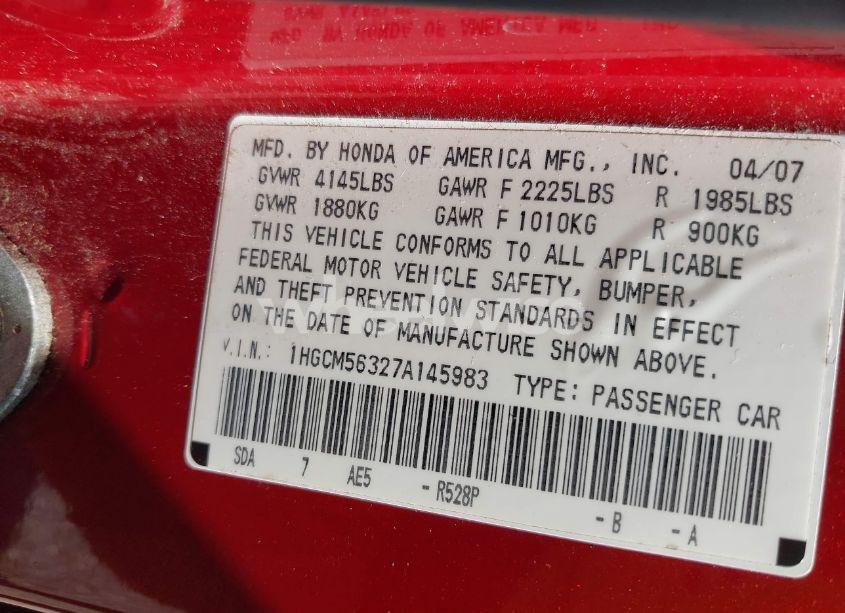 MFD. BY HONDA OF AMERICA MFG., INC. 04/07
GVWR 4145LBS GAWR F 2225LBS R 1985LBS
GVWR 1880KG GAWR F 1010KG R 900KG
THIS VEHICLE CONFORMS TO ALL APPLICABLE
FEDERAL MOTOR VEHICLE SAFETY, BUMPER,
AND THEFT PREVENTION STANDARDS IN EFFECT
ON THE DATE OF MANUFACTURE SHOWN ABOVE.
V.I.N.: 1HGCM56327A145983 TYPE: PASSENGER CAR
SDA 7 AE5 - R528P - B - A